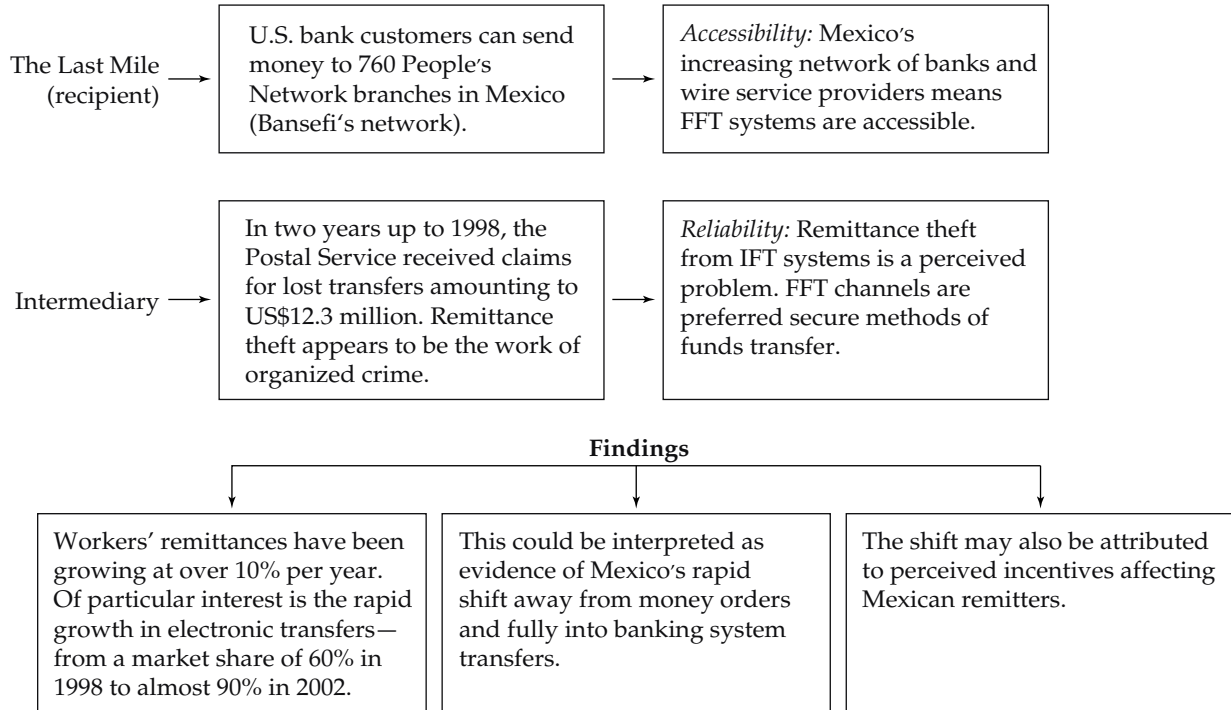 The Last Mile
(recipient)
U.S. bank customers can send
money to 760 People's
Network branches in Mexico
(Bansefi‘s network).
Accessibility: Mexico's
increasing network of banks and
wire service providers means
FFT systems are accessible.
Intermediary
In two years up to 1998, the
Postal Service received claims
for lost transfers amounting to
US$12.3 million. Remittance
theft appears to be the work of
organized crime.
Reliability: Remittance theft
from IFT systems is a perceived
problem. FFT channels are
preferred secure methods of
funds transfer.
Findings
Workers’ remittances have been
growing at over 10% per year.
Of particular interest is the rapid
growth in electronic transfers—
from a market share of 60% in
1998 to almost 90% in 2002.
This could be interpreted as
evidence of Mexico's rapid
shift away from money orders
and fully into banking system
transfers.
The shift may also be attributed
to perceived incentives affecting
Mexican remitters.